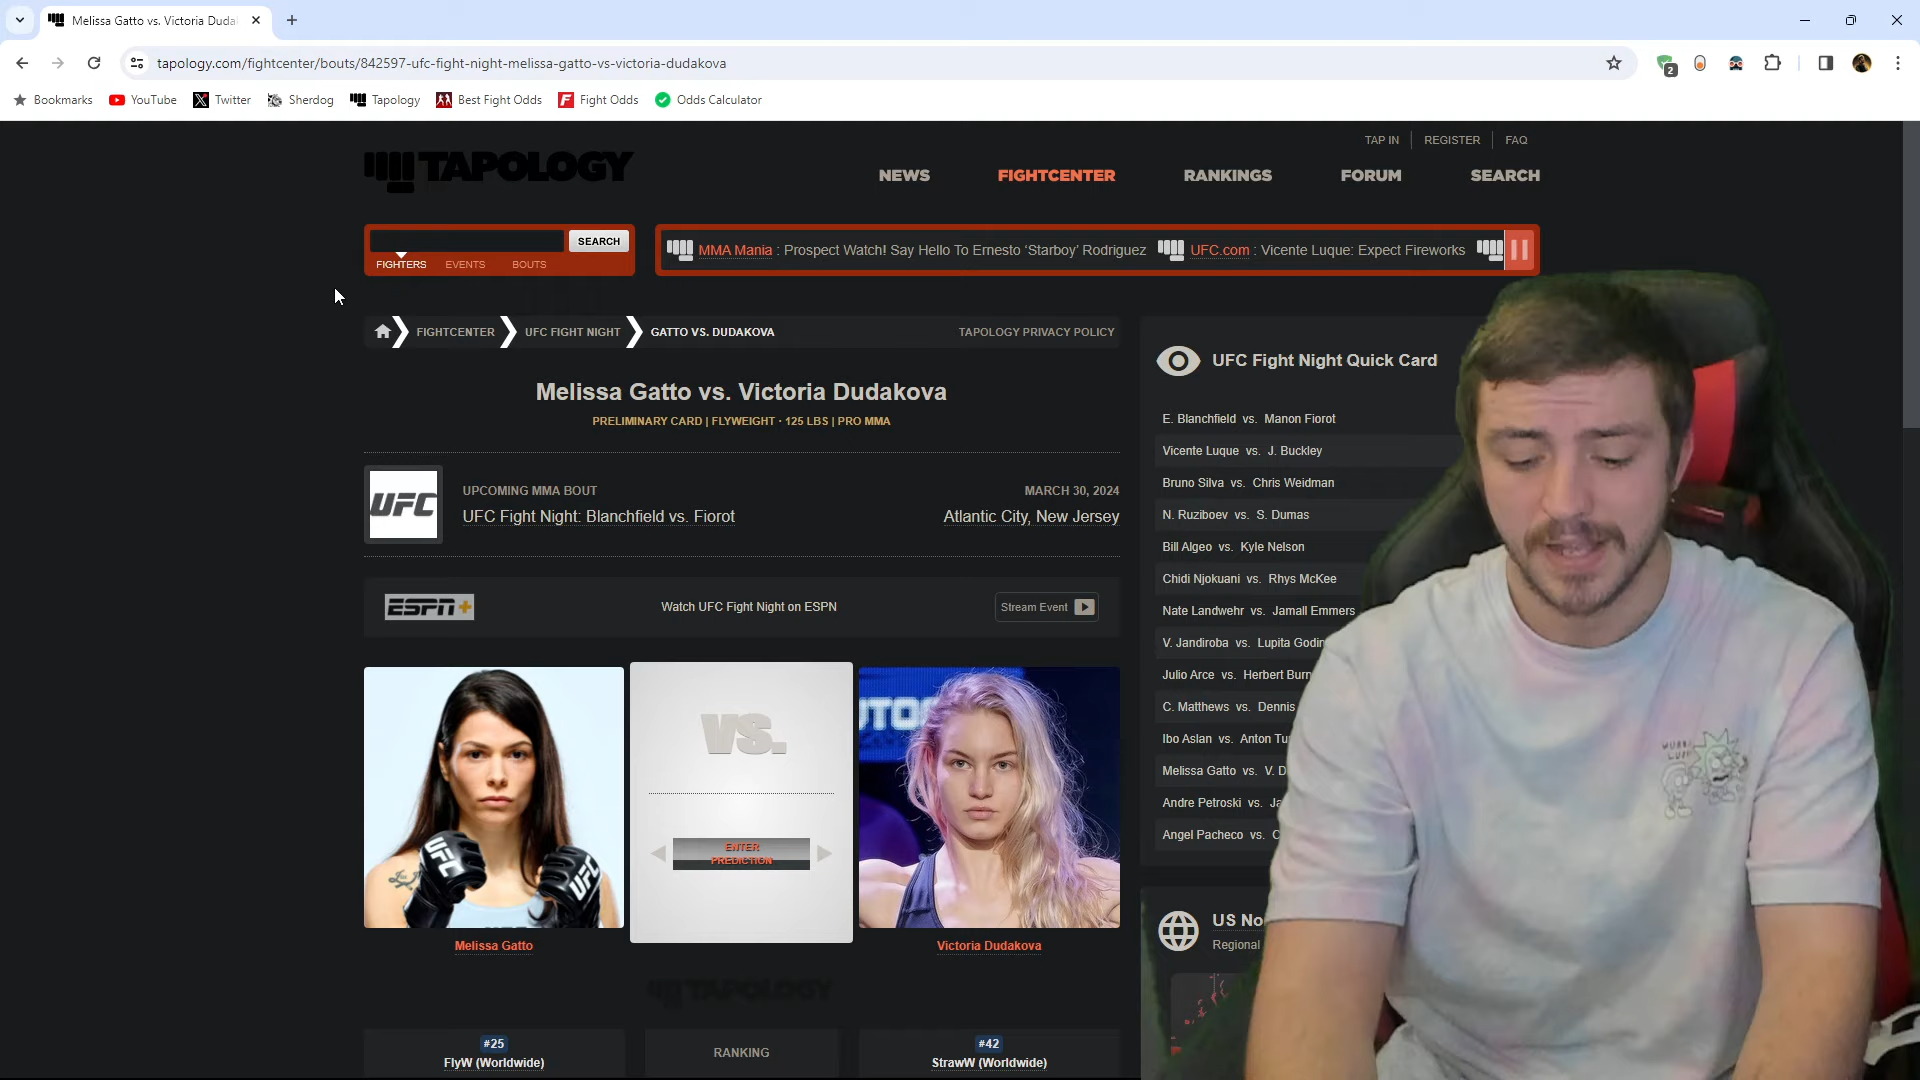 Melissa Gatto vs. Victoria Duda
tapology.com/fightcenter/bouts/842597-ufc-fight-night-melissa-gatto-vs-victoria-dudakova
2
Bookmarks YouTube Twitter Sherdog Tapology Best Fight Odds Fight Odds Odds Calculator
TAP IN REGISTER FAQ
TAPOLOGY
NEWS FIGHTCENTER RANKINGS FORUM SEARCH
SEARCH
FIGHTERS EVENTS BOUTS
MMA Mania : Prospect Watch! Say Hello To Ernesto ‘Starboy’ Rodriguez UFC.com : Vicente Luque: Expect Fireworks
FIGHTCENTER UFC FIGHT NIGHT GATTO VS. DUDAKOVA TAPOLOGY PRIVACY POLICY
Melissa Gatto vs. Victoria Dudakova
PRELIMINARY CARD | FLYWEIGHT · 125 LBS | PRO MMA
UFC
UPCOMING MMA BOUT MARCH 30, 2024
UFC Fight Night: Blanchfield vs. Fiorot Atlantic City, New Jersey
ESPN+ Watch UFC Fight Night on ESPN Stream Event
VS.
ENTER
PREDICTION
UFC UFC
Melissa Gatto Victoria Dudakova
TAPOLOGY
#25 RANKING #42
FlyW (Worldwide) StrawW (Worldwide)
UFC Fight Night Quick Card
E. Blanchfield vs. Manon Fiorot
Vicente Luque vs. J. Buckley
Bruno Silva vs. Chris Weidman
N. Ruziboev vs. S. Dumas
Bill Algeo vs. Kyle Nelson
Chidi Njokuani vs. Rhys McKee
Nate Landwehr vs. Jamall Emmers
V. Jandiroba vs. Lupita Godin
Julio Arce vs. Herbert Burn
C. Matthews vs. Dennis
Ibo Aslan vs. Anton Tu
Melissa Gatto vs. V. D
Andre Petroski vs. Ja
Angel Pacheco vs. C
US No
Regional